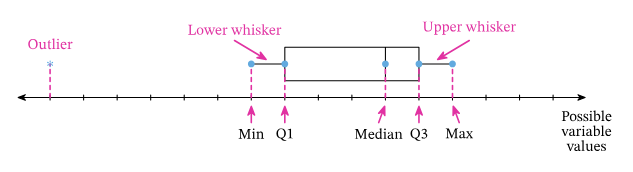 Lower whisker
Upper whisker
Outlier
Min
Q1
Median
Q3
Max
Possible
variable
values